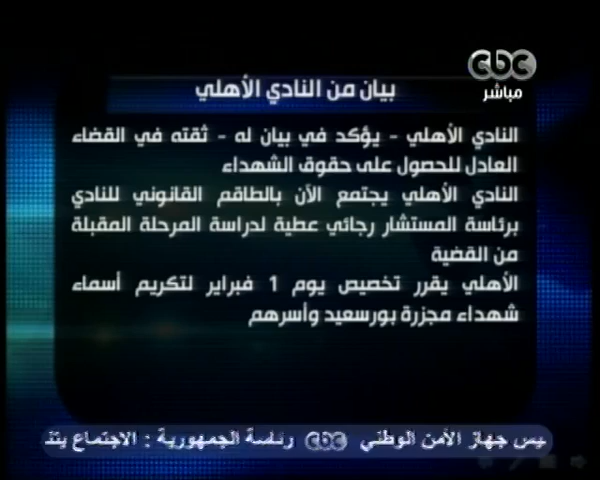 cbc
مباشر
بيان من النادي الأهلي
النادي الأهلي - يؤكد في بيان له - ثقته في القضاء
العادل للحصول على حقوق الشهداء
النادي الأهلي يجتمع الآن بالطاقم القانوني للنادي
برئاسة المستشار رجائي عطية لدراسة المرحلة المقبلة
من القضية
الأهلي يقرر تخصيص يوم 1 فبراير لتكريم أسماء
شهداء مجزرة بورسعيد وأسرهم
يس جهاز الأمن الوطني cbc رئاسة الجمهورية : الاجتماع